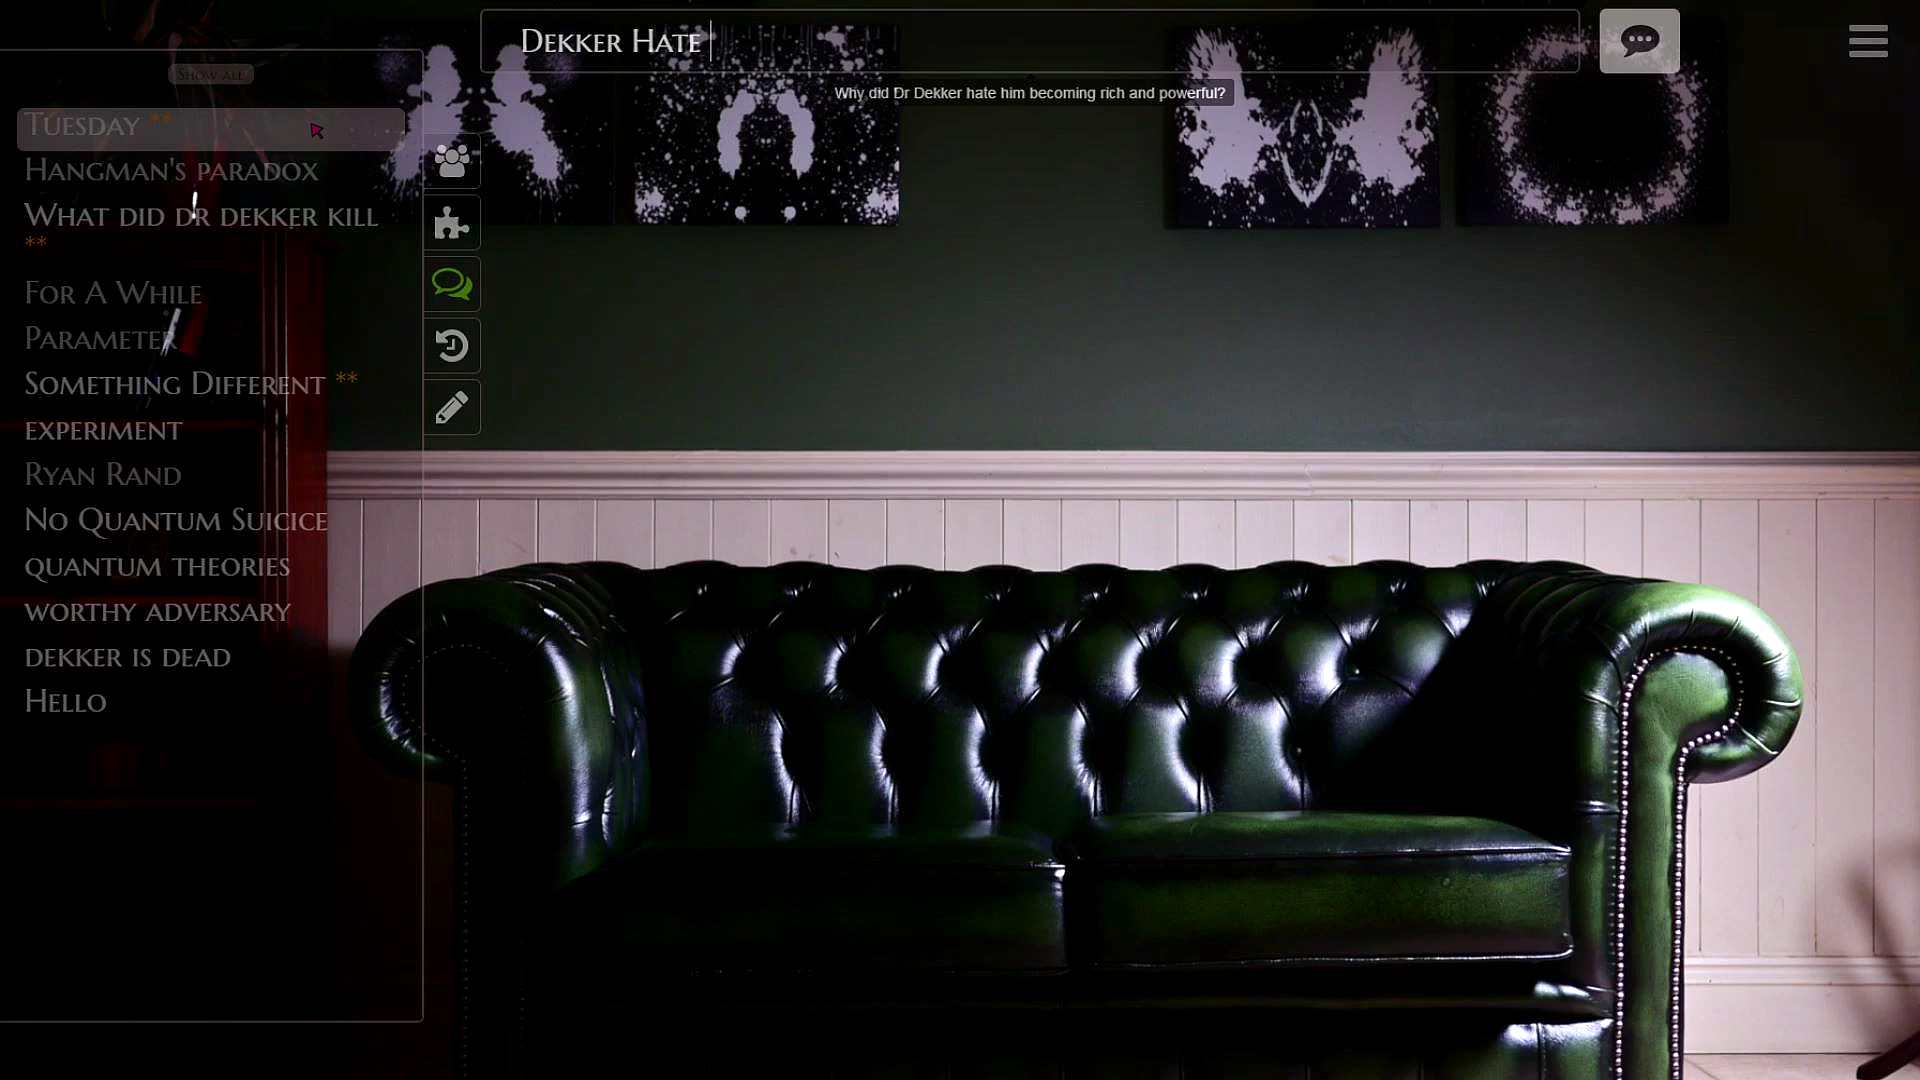 Dekker Hate
Why did Dr Dekker hate him becoming rich and powerful?
Show all
Tuesday **
Hangman's paradox
What did dr dekker kill
**
For A While
Parameter
Something Different **
experiment
Ryan Rand
No Quantum Suicice
quantum theories
worthy adversary
dekker is dead
Hello